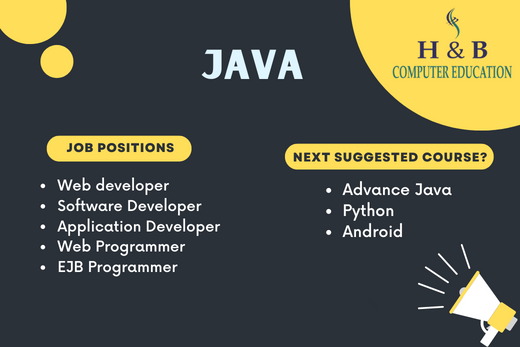 H & B
COMPUTER EDUCATION
JAVA
JOB POSITIONS
• Web developer
• Software Developer
• Application Developer
• Web Programmer
• EJB Programmer
NEXT SUGGESTED COURSE?
• Advance Java
• Python
• Android